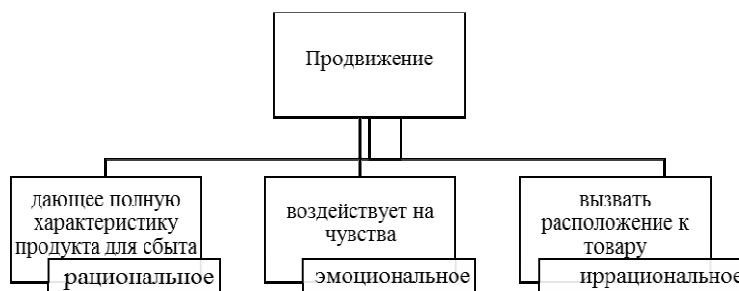 Продвижение
дающее полную
характеристику
продукта для сбыта
рациональное
воздействует на
чувства
эмоциональное
вызвать
расположение к
товару
иррациональное